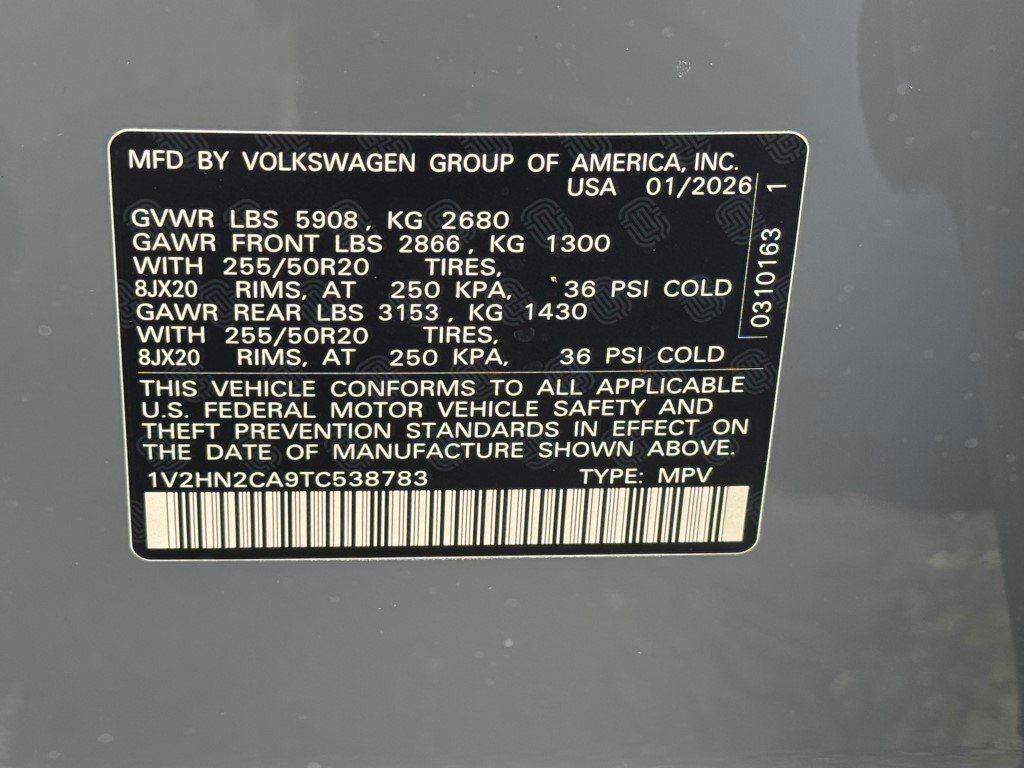 MFD BY VOLKSWAGEN GROUP OF AMERICA, INC.
USA 01/2026
GVWR LBS 5908, KG 2680
GAWR FRONT LBS 2866, KG 1300
WITH 255/50R20 TIRES,
8JX20 RIMS, AT 250 KPA, 36 PSI COLD
GAWR REAR LBS 3153, KG 1430
WITH 255/50R20 TIRES,
8JX20 RIMS, AT 250 KPA, 36 PSI COLD
0310163 1
THIS VEHICLE CONFORMS TO ALL APPLICABLE
U.S. FEDERAL MOTOR VEHICLE SAFETY AND
THEFT PREVENTION STANDARDS IN EFFECT ON
THE DATE OF MANUFACTURE SHOWN ABOVE.
1V2HN2CA9TC538783 TYPE: MPV